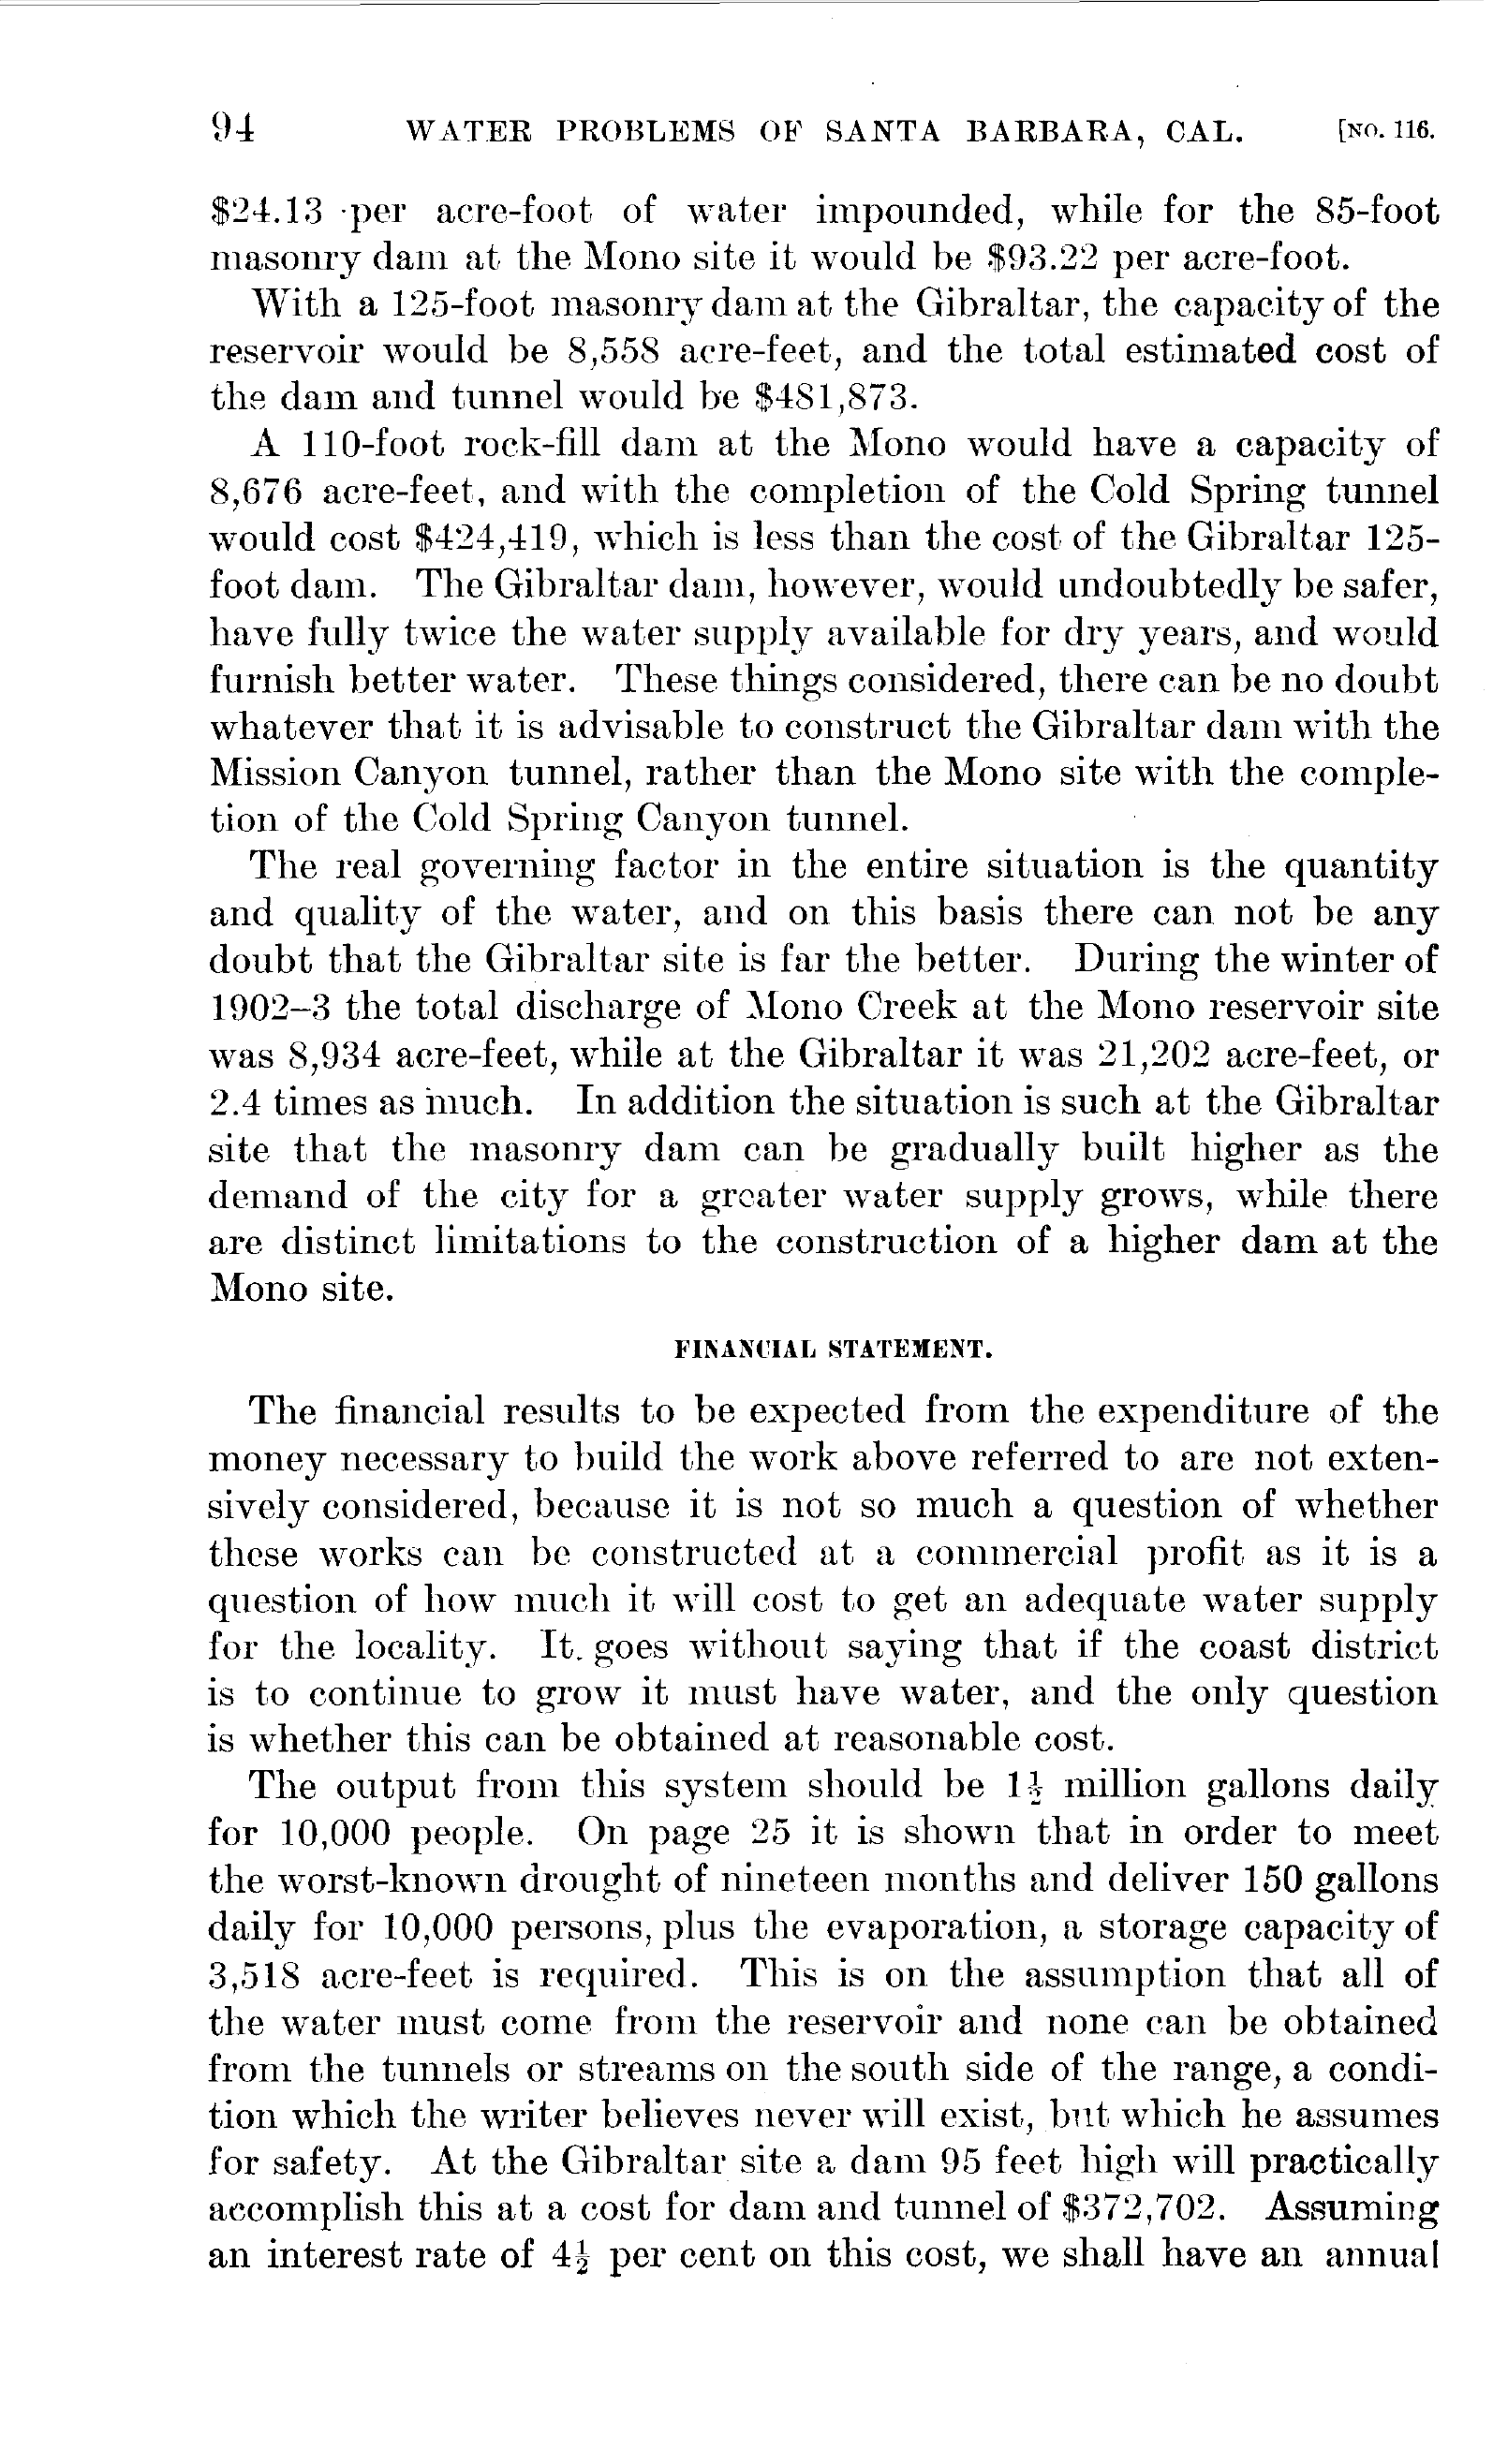 94 WATER PROBLEMS OF SANTA BARBARA, CAL. [NO. 116.
$24.13 per acre-foot of water impounded, while for the 85-foot
masonry dam at the Mono site it would be $93.22 per acre-foot.
With a 125-foot masonry dam at the Gibraltar, the capacity of the
reservoir would be 8,558 acre-feet, and the total estimated cost of
the dam and tunnel would be $481,873.
A 110-foot rock-fill dam at the Mono would have a capacity of
8,676 acre-feet, and with the completion of the Cold Spring tunnel
would cost $424,419, which is less than the cost of the Gibraltar 125-
foot dam. The Gibraltar dam, however, would undoubtedly be safer,
have fully twice the water supply available for dry years, and would
furnish better water. These things considered, there can be no doubt
whatever that it is advisable to construct the Gibraltar dam with the
Mission Canyon tunnel, rather than the Mono site with the comple-
tion of the Cold Spring Canyon tunnel.
The real governing factor in the entire situation is the quantity
and quality of the water, and on this basis there can not be any
doubt that the Gibraltar site is far the better. During the winter of
1902–3 the total discharge of Mono Creek at the Mono reservoir site
was 8,934 acre-feet, while at the Gibraltar it was 21,202 acre-feet, or
2.4 times as much. In addition the situation is such at the Gibraltar
site that the masonry dam can be gradually built higher as the
demand of the city for a greater water supply grows, while there
are distinct limitations to the construction of a higher dam at the
Mono site.
FINANCIAL STATEMENT.
The financial results to be expected from the expenditure of the
money necessary to build the work above referred to are not exten-
sively considered, because it is not so much a question of whether
these works can be constructed at a commercial profit as it is a
question of how much it will cost to get an adequate water supply
for the locality. It goes without saying that if the coast district
is to continue to grow it must have water, and the only question
is whether this can be obtained at reasonable cost.
The output from this system should be 1½ million gallons daily
for 10,000 people. On page 25 it is shown that in order to meet
the worst-known drought of nineteen months and deliver 150 gallons
daily for 10,000 persons, plus the evaporation, a storage capacity of
3,518 acre-feet is required. This is on the assumption that all of
the water must come from the reservoir and none can be obtained
from the tunnels or streams on the south side of the range, a condi-
tion which the writer believes never will exist, but which he assumes
for safety. At the Gibraltar site a dam 95 feet high will practically
accomplish this at a cost for dam and tunnel of $372,702. Assuming
an interest rate of 4½ per cent on this cost, we shall have an annual